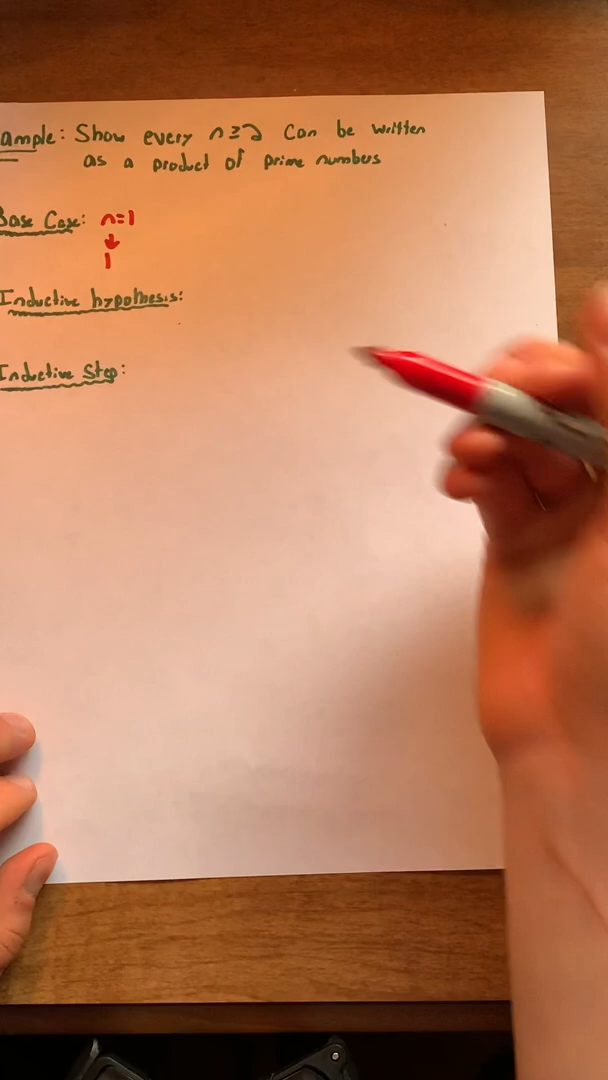 ample: Show every n≥2 Can be written
as a product of prime numbers
Base Case: n=1
↓
1
Inductive hypothesis:
Inductive Step: